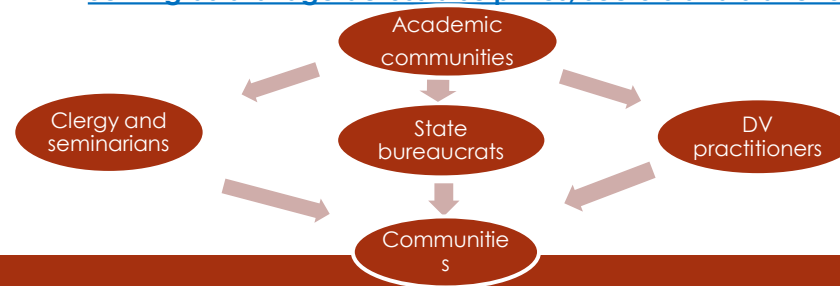 Academic
communities
Clergy and
seminarians
State
bureaucrats
DV
practitioners
Communitie
s